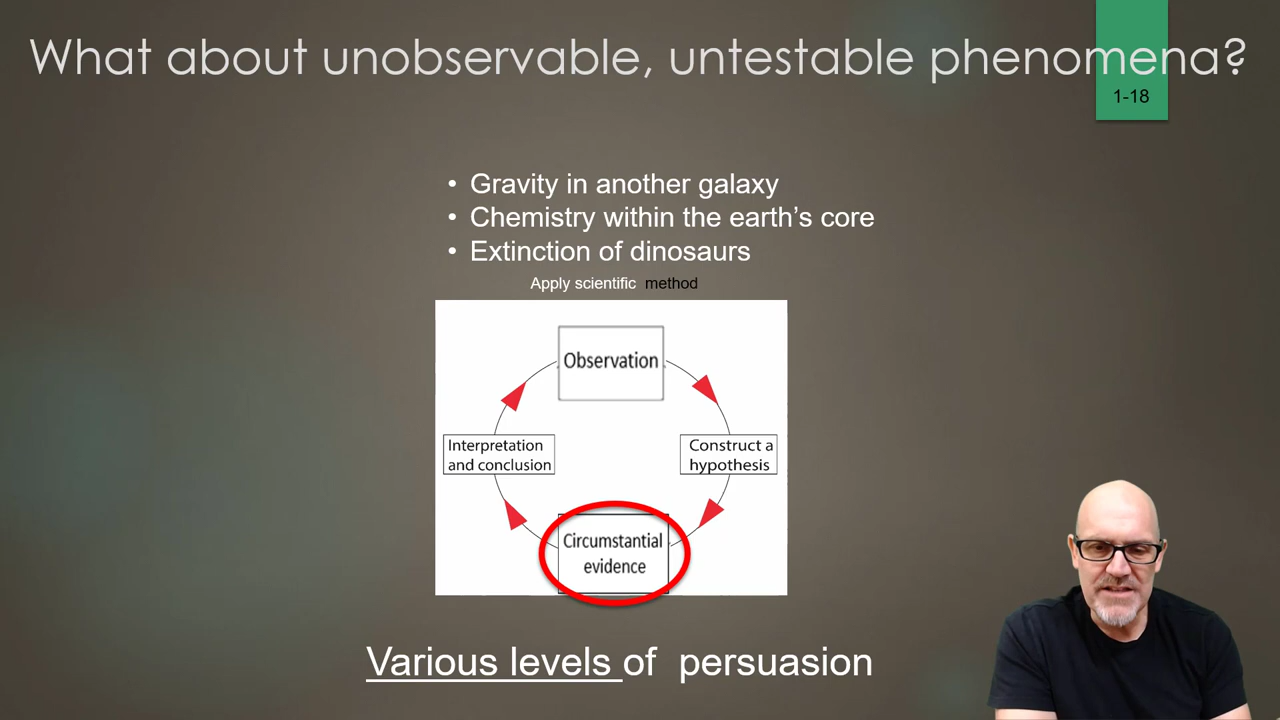 What about unobservable, untestable phenomena?
1-18
• Gravity in another galaxy
• Chemistry within the earth’s core
• Extinction of dinosaurs
Apply scientific method
Observation
Interpretation
and conclusion
Construct a
hypothesis
Circumstantial
evidence
Various levels of persuasion